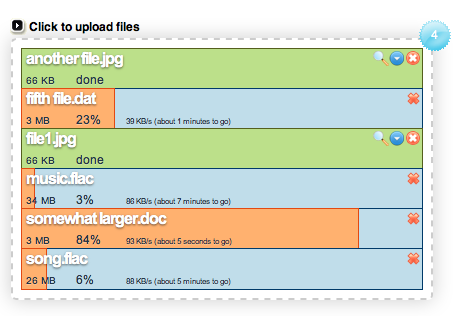 Click to upload files
4
another file.jpg
66 KB done
fifth file.dat
3 MB 23% 39 KB/s (about 1 minutes to go)
file1.jpg
66 KB done
music.flac
34 MB 3% 86 KB/s (about 7 minutes to go)
somewhat larger.doc
3 MB 84% 93 KB/s (about 5 seconds to go)
song.flac
26 MB 6% 88 KB/s (about 5 minutes to go)